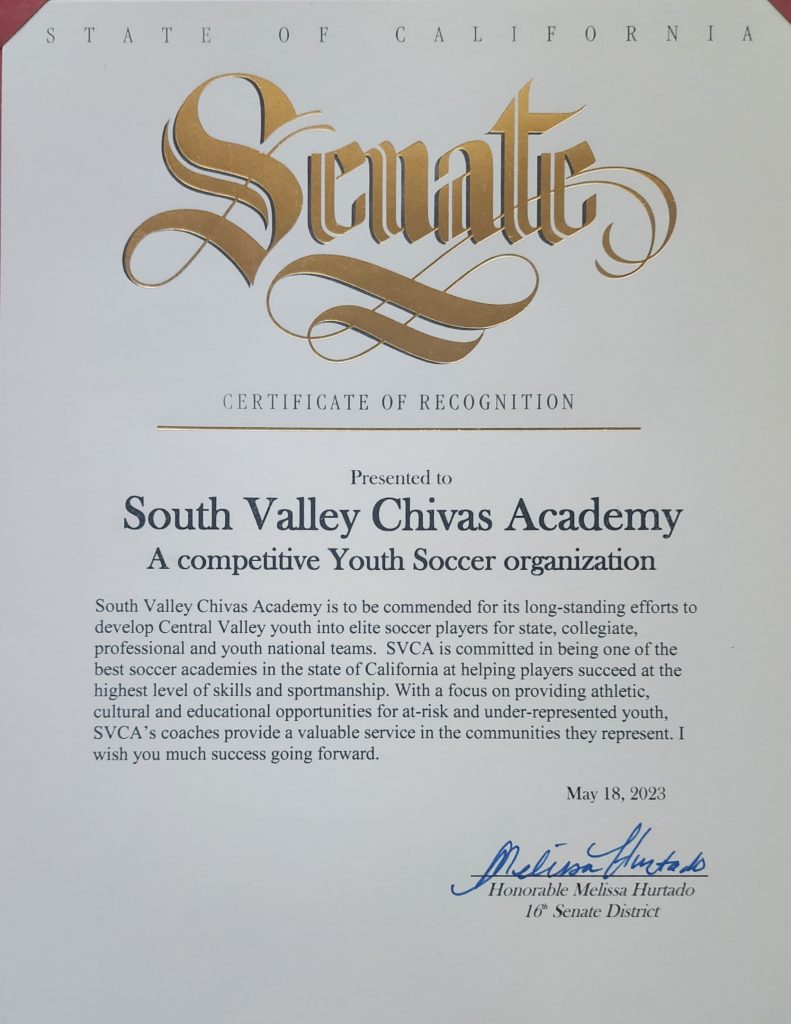 STATE OF CALIFORNIA
Senate
CERTIFICATE OF RECOGNITION
Presented to
South Valley Chivas Academy
A competitive Youth Soccer organization
South Valley Chivas Academy is to be commended for its long-standing efforts to
develop Central Valley youth into elite soccer players for state, collegiate,
professional and youth national teams.  SVCA is committed in being one of the
best soccer academies in the state of California at helping players succeed at the
highest level of skills and sportmanship. With a focus on providing athletic,
cultural and educational opportunities for at-risk and under-represented youth,
SVCA's coaches provide a valuable service in the communities they represent. I
wish you much success going forward.
May 18, 2023
Melissa Hurtado
Honorable Melissa Hurtado
16th Senate District